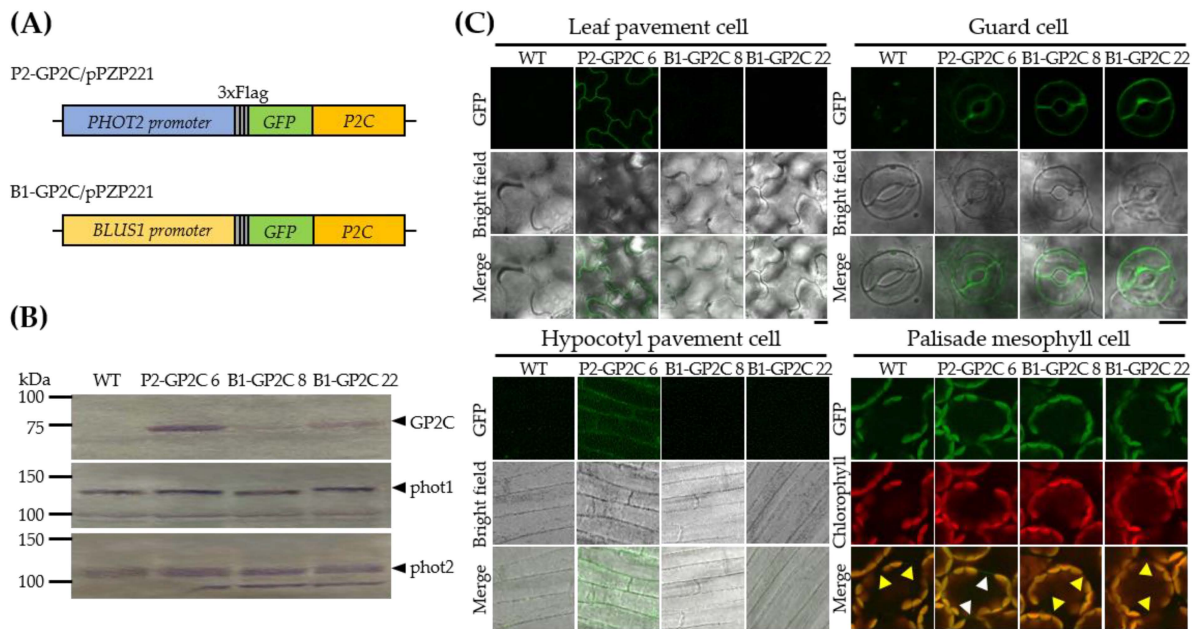 (A)
P2-GP2C/pPZP221
3xFlag
PHOT2 promoter GFP P2C
B1-GP2C/pPZP221
BLUS1 promoter GFP P2C
(B)
kDa WT P2-GP2C 6 B1-GP2C 8 B1-GP2C 22
100
75
GP2C
150
100
phot1
150
100
phot2
(C)
Leaf pavement cell
WT P2-GP2C 6 B1-GP2C 8 B1-GP2C 22
GFP
Bright field
Merge
Guard cell
WT P2-GP2C 6 B1-GP2C 8 B1-GP2C 22
GFP
Bright field
Merge
Hypocotyl pavement cell
WT P2-GP2C 6 B1-GP2C 8 B1-GP2C 22
GFP
Bright field
Merge
Palisade mesophyll cell
WT P2-GP2C 6 B1-GP2C 8 B1-GP2C 22
GFP
Chlorophyll
Merge